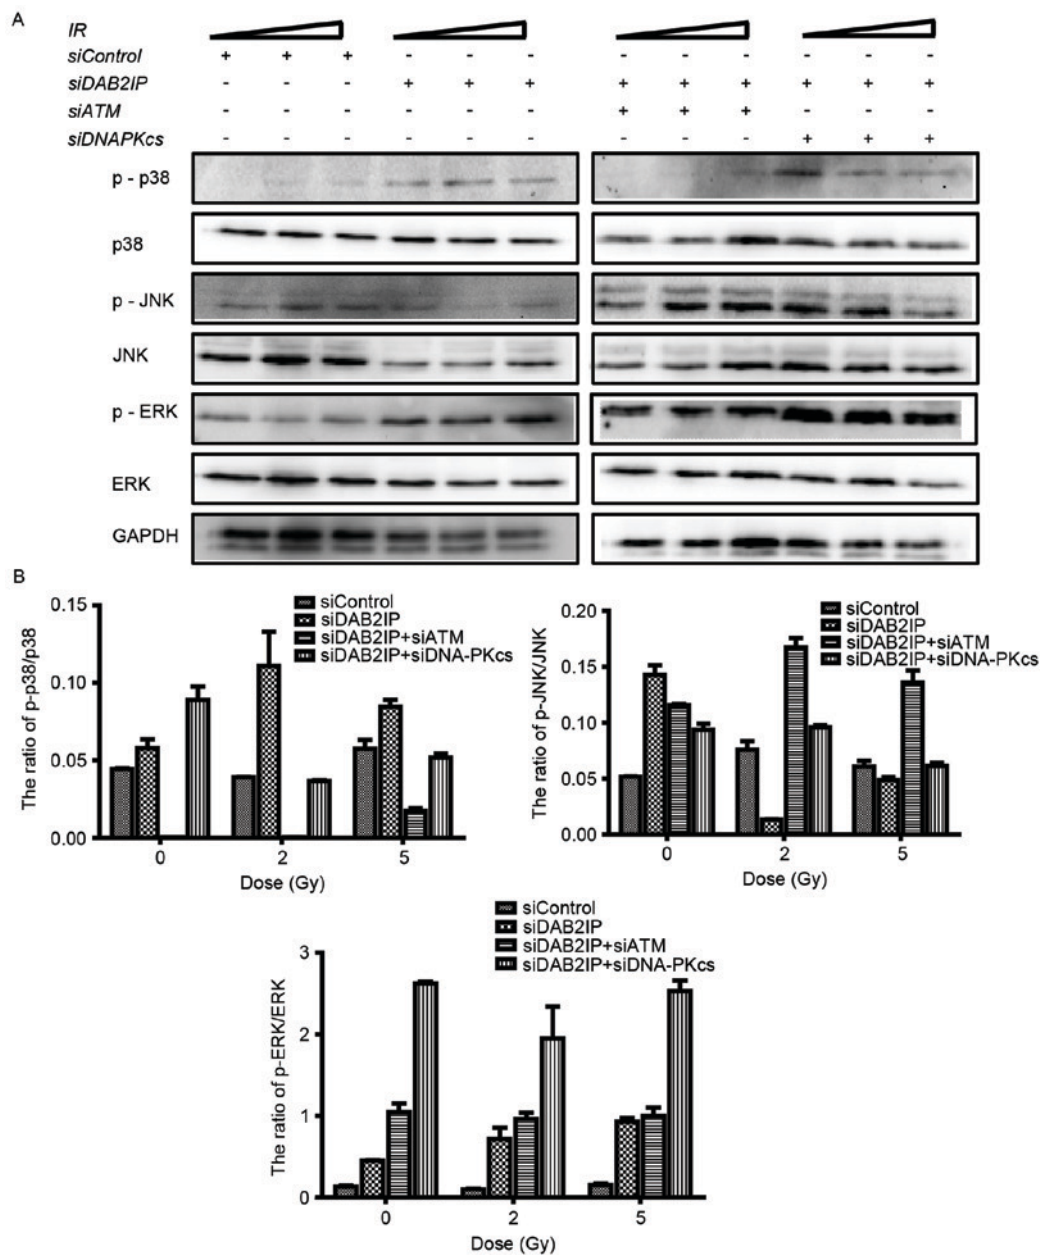 A
IR
siControl + + + - - - - - - - - -
siDAB2IP - - - + + + + + + + + +
siATM - - - - - - + + + - - -
siDNAPKcs - - - - - - - - - + + +
p - p38
p38
p - JNK
JNK
p - ERK
ERK
GAPDH
B
The ratio of p-p38/p38
0.15
0.10
0.05
0.00
siControl
siDAB2IP
siDAB2IP+siATM
siDAB2IP+siDNA-PKcs
0 2 5
Dose (Gy)
The ratio of p-JNK/JNK
0.20
0.15
0.10
0.05
0.00
siControl
siDAB2IP
siDAB2IP+siATM
siDAB2IP+siDNA-PKcs
0 2 5
Dose (Gy)
The ratio of p-ERK/ERK
3
2
1
0
siControl
siDAB2IP
siDAB2IP+siATM
siDAB2IP+siDNA-PKcs
0 2 5
Dose (Gy)